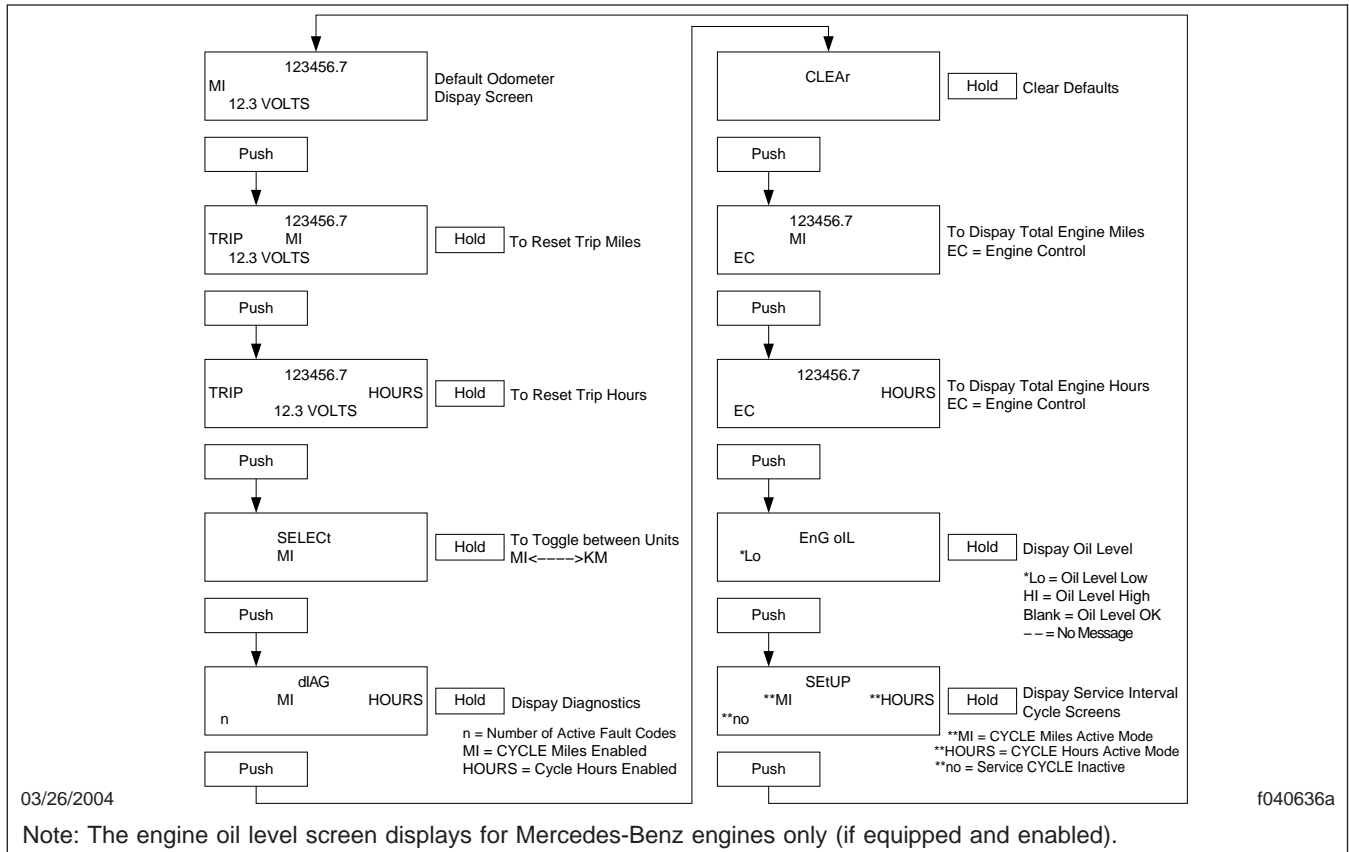 123456.7
MI
12.3 VOLTS
Default Odometer
Dispay Screen
Push
123456.7
TRIP MI
12.3 VOLTS
Hold
To Reset Trip Miles
Push
123456.7
TRIP HOURS
12.3 VOLTS
Hold
To Reset Trip Hours
Push
SELECt
MI
Hold
To Toggle between Units
MI<---->KM
Push
dIAG
MI HOURS
n
Hold
Dispay Diagnostics
n = Number of Active Fault Codes
MI = CYCLE Miles Enabled
HOURS = Cycle Hours Enabled
Push
CLEAr
Hold
Clear Defaults
Push
123456.7
MI
EC
To Dispay Total Engine Miles
EC = Engine Control
Push
123456.7
HOURS
EC
To Dispay Total Engine Hours
EC = Engine Control
Push
EnG oIL
*Lo
Hold
Dispay Oil Level
*Lo = Oil Level Low
HI = Oil Level High
Blank = Oil Level OK
−− = No Message
Push
SEtUP
**MI **HOURS
**no
Hold
Dispay Service Interval
Cycle Screens
**MI = CYCLE Miles Active Mode
**HOURS = CYCLE Hours Active Mode
**no = Service CYCLE Inactive
Push
03/26/2004
f040636a
Note: The engine oil level screen displays for Mercedes-Benz engines only (if equipped and enabled).